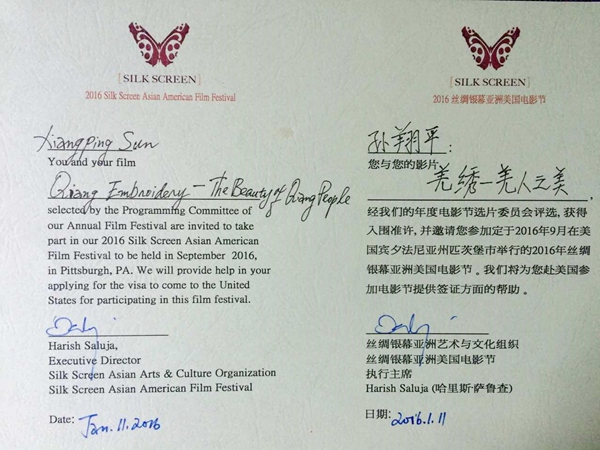 [SILK SCREEN]
2016 Silk Screen Asian American Film Festival
Xiangping Sun
You and your film
Qiang Embroidery — The Beauty of Qiang People
selected by the Programming Committee of
our Annual Film Festival are invited to take
part in our 2016 Silk Screen Asian American
Film Festival to be held in September 2016,
in Pittsburgh, PA. We will provide help in your
applying for the visa to come to the United
States for participating in this film festival.
Harish Saluja,
Executive Director
Silk Screen Asian Arts & Culture Organization
Silk Screen Asian American Film Festival
Date: Jan. 11. 2016
[SILK SCREEN]
2016 丝绸银幕亚洲美国电影节
孙翔平:
您与您的影片
羌绣—羌人之美
经我们的年度电影节选片委员会评选，获得
入围准许，并邀请您参加定于2016年9月在美
国宾夕法尼亚州匹茨堡市举行的2016年丝绸
银幕亚洲美国电影节。我们将为您赴美国参
加电影节提供签证方面的帮助。
丝绸银幕亚洲艺术与文化组织
丝绸银幕亚洲美国电影节
执行主席
Harish Saluja (哈里斯·萨鲁查)
日期: 2016.1.11